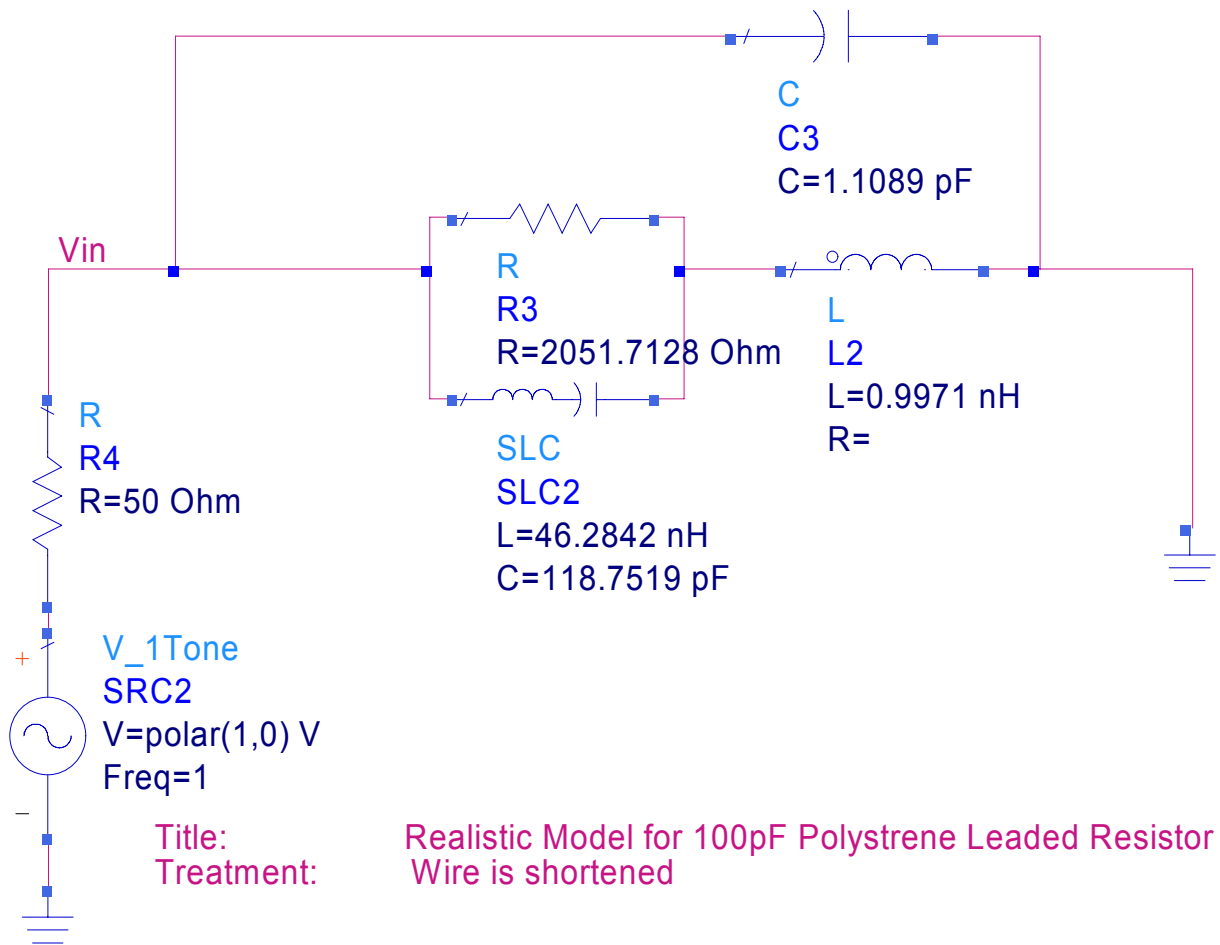 C
C3
C=1.1089 pF
Vin
R
R3
R=2051.7128 Ohm
L
L2
L=0.9971 nH
R=
R
R4
R=50 Ohm
SLC
SLC2
L=46.2842 nH
C=118.7519 pF
+
V_1Tone
SRC2
V=polar(1,0) V
Freq=1
–
Title: Realistic Model for 100pF Polystrene Leaded Resistor
Treatment: Wire is shortened